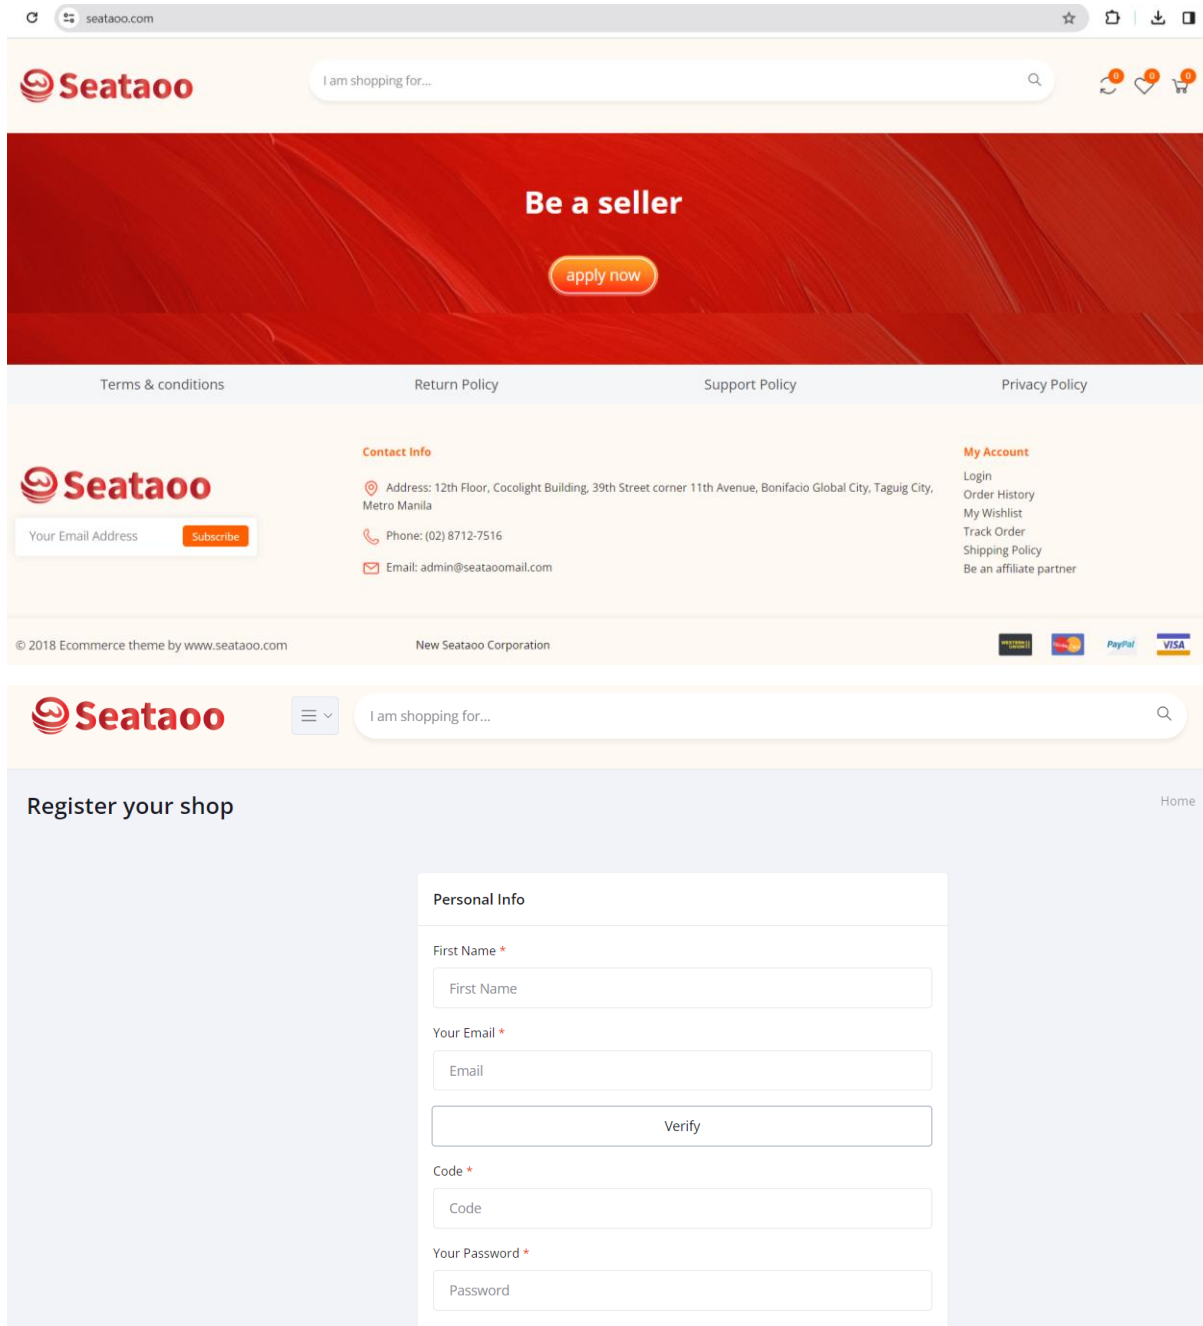 seataoo.com
Seataoo
I am shopping for...
0
0
0
Be a seller
apply now
Terms & conditions
Return Policy
Support Policy
Privacy Policy
Seataoo
Your Email Address
Subscribe
Contact Info
Address: 12th Floor, Cocolight Building, 39th Street corner 11th Avenue, Bonifacio Global City, Taguig City,
Metro Manila
Phone: (02) 8712-7516
Email: admin@seataoomail.com
My Account
Login
Order History
My Wishlist
Track Order
Shipping Policy
Be an affiliate partner
© 2018 Ecommerce theme by www.seataoo.com
New Seataoo Corporation
WESTERN
UNION
PayPal
VISA
Seataoo
I am shopping for...
Register your shop
Home
Personal Info
First Name *
First Name
Your Email *
Email
Verify
Code *
Code
Your Password *
Password